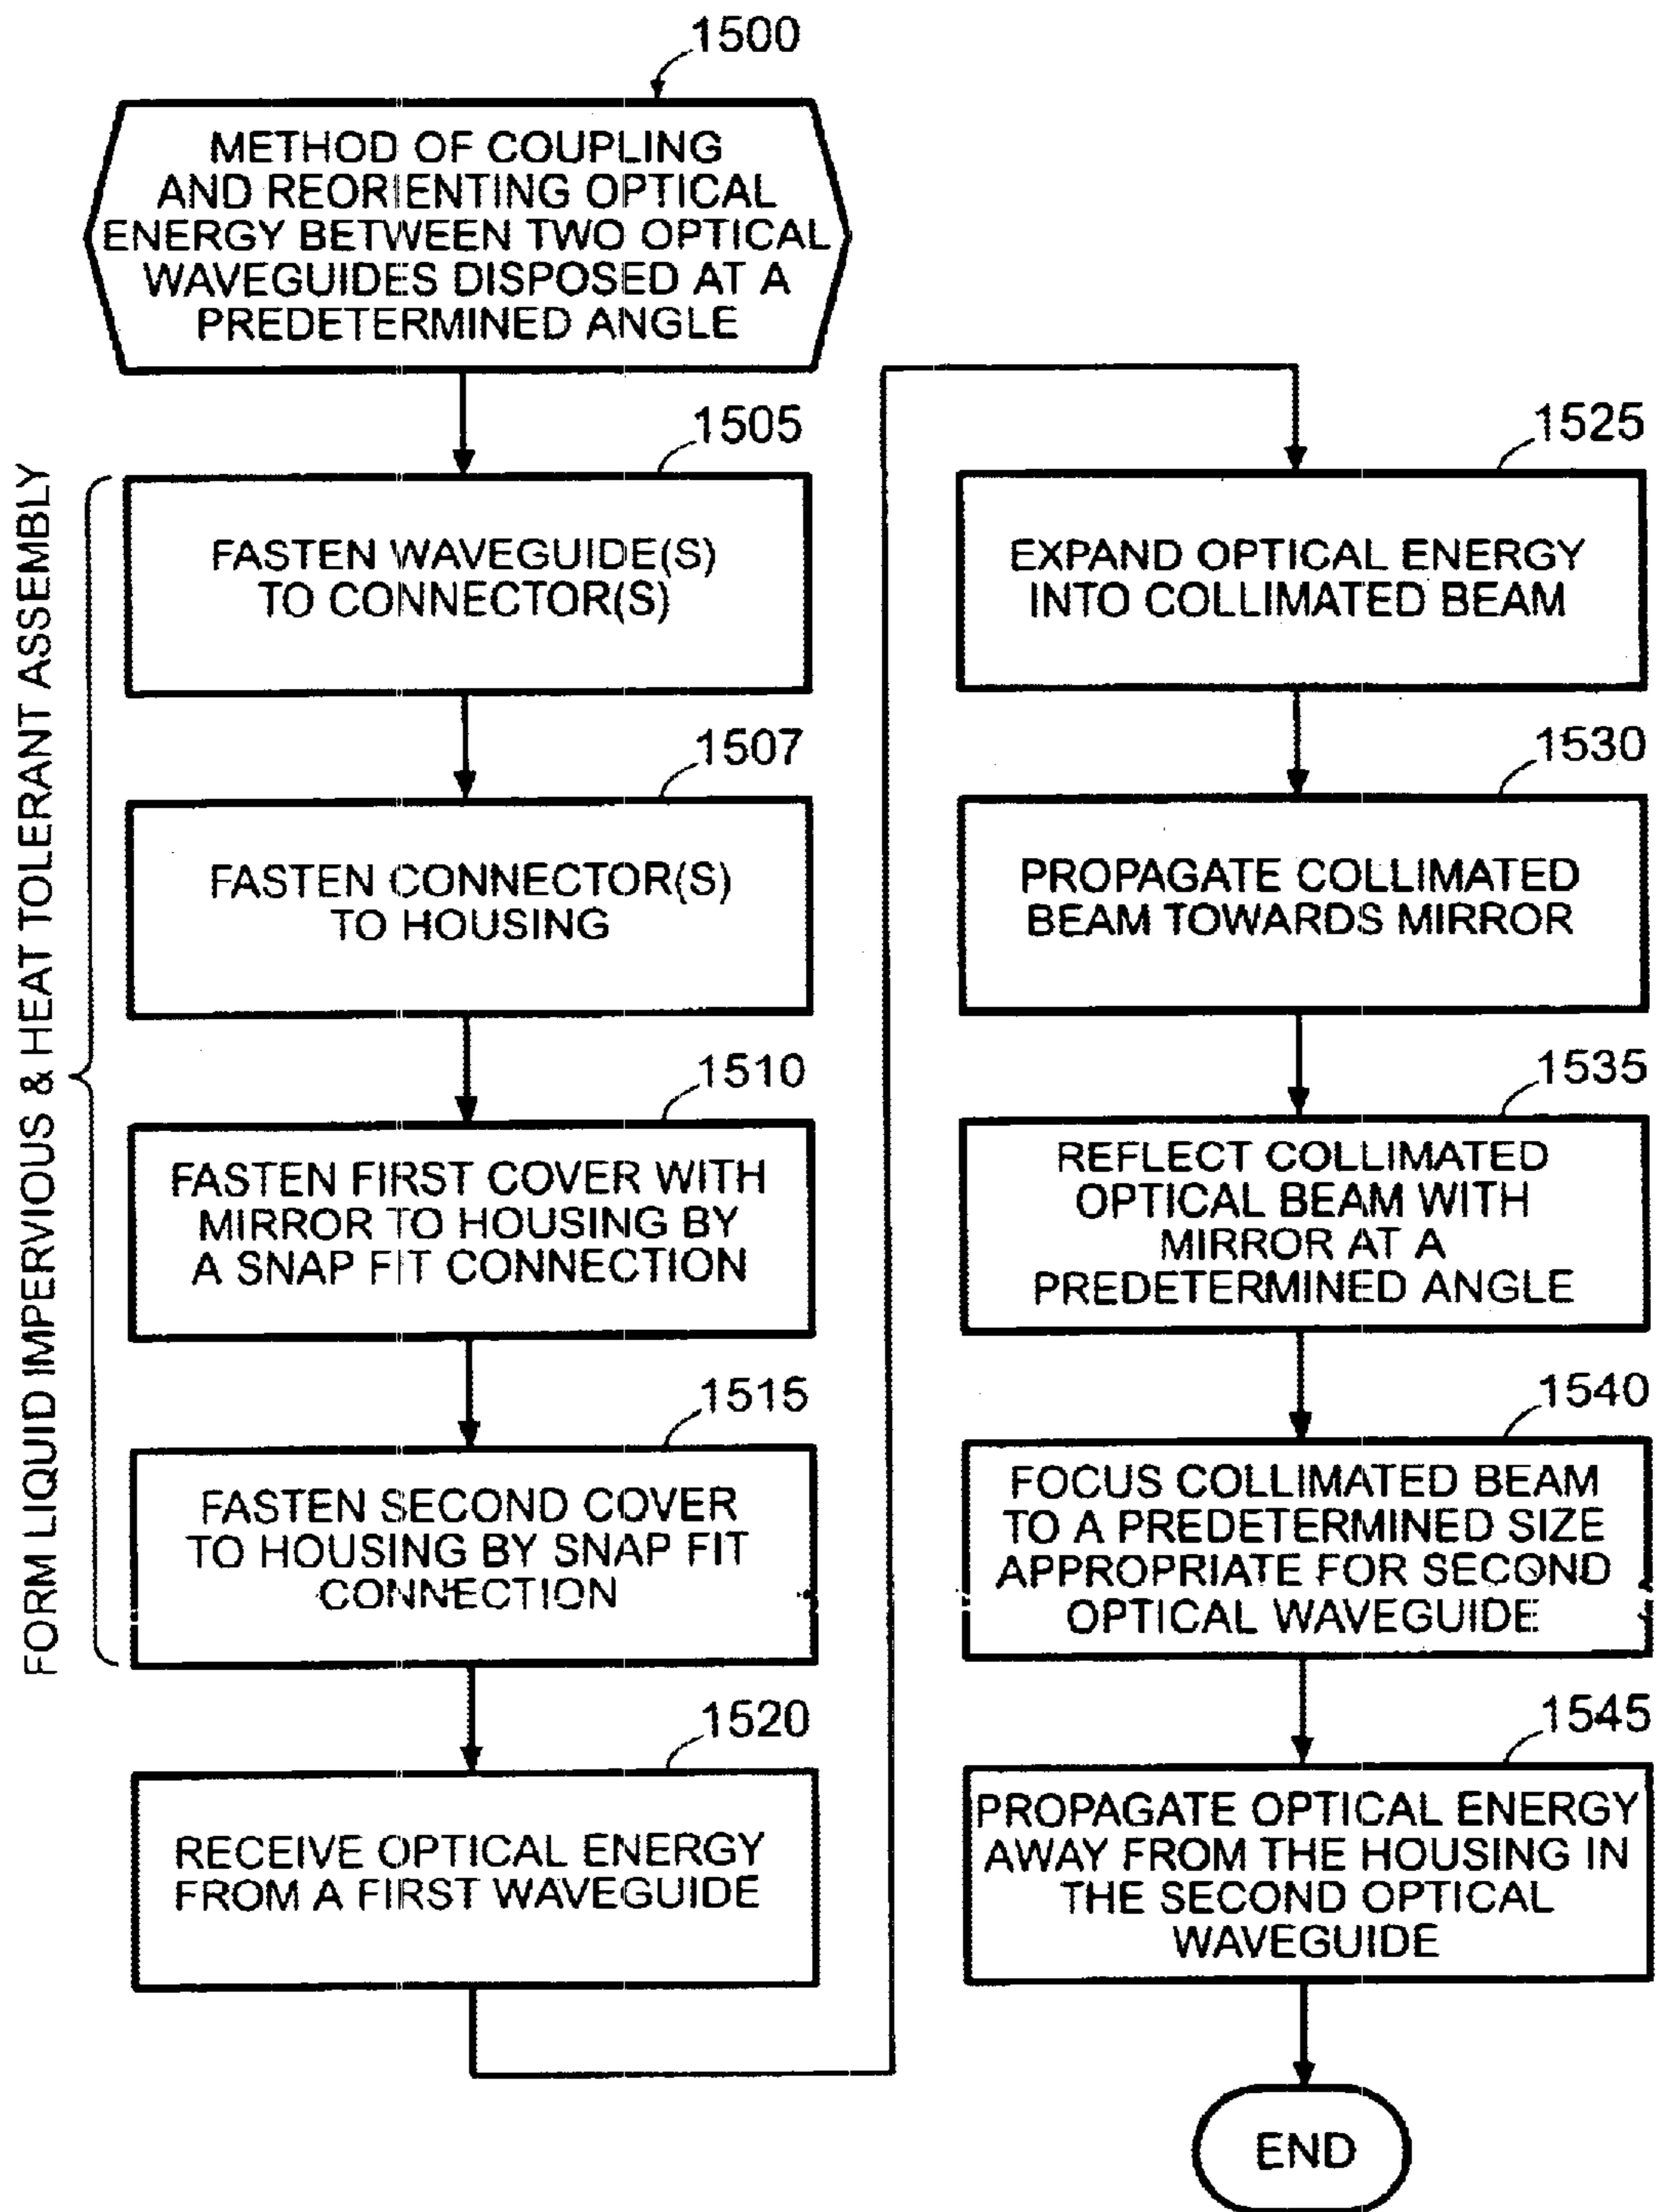 1500
METHOD OF COUPLING
AND REORIENTING OPTICAL
ENERGY BETWEEN TWO OPTICAL
WAVEGUIDES DISPOSED AT A
PREDETERMINED ANGLE
FORM LIQUID IMPERVIOUS & HEAT TOLERANT ASSEMBLY
1505
FASTEN WAVEGUIDE(S)
TO CONNECTOR(S)
1507
FASTEN CONNECTOR(S)
TO HOUSING
1510
FASTEN FIRST COVER WITH
MIRROR TO HOUSING BY
A SNAP FIT CONNECTION
1515
FASTEN SECOND COVER
TO HOUSING BY SNAP FIT
CONNECTION
1520
RECEIVE OPTICAL ENERGY
FROM A FIRST WAVEGUIDE
1525
EXPAND OPTICAL ENERGY
INTO COLLIMATED BEAM
1530
PROPAGATE COLLIMATED
BEAM TOWARDS MIRROR
1535
REFLECT COLLIMATED
OPTICAL BEAM WITH
MIRROR AT A
PREDETERMINED ANGLE
1540
FOCUS COLLIMATED BEAM
TO A PREDETERMINED SIZE
APPROPRIATE FOR SECOND
OPTICAL WAVEGUIDE
1545
PROPAGATE OPTICAL ENERGY
AWAY FROM THE HOUSING IN
THE SECOND OPTICAL
WAVEGUIDE
END